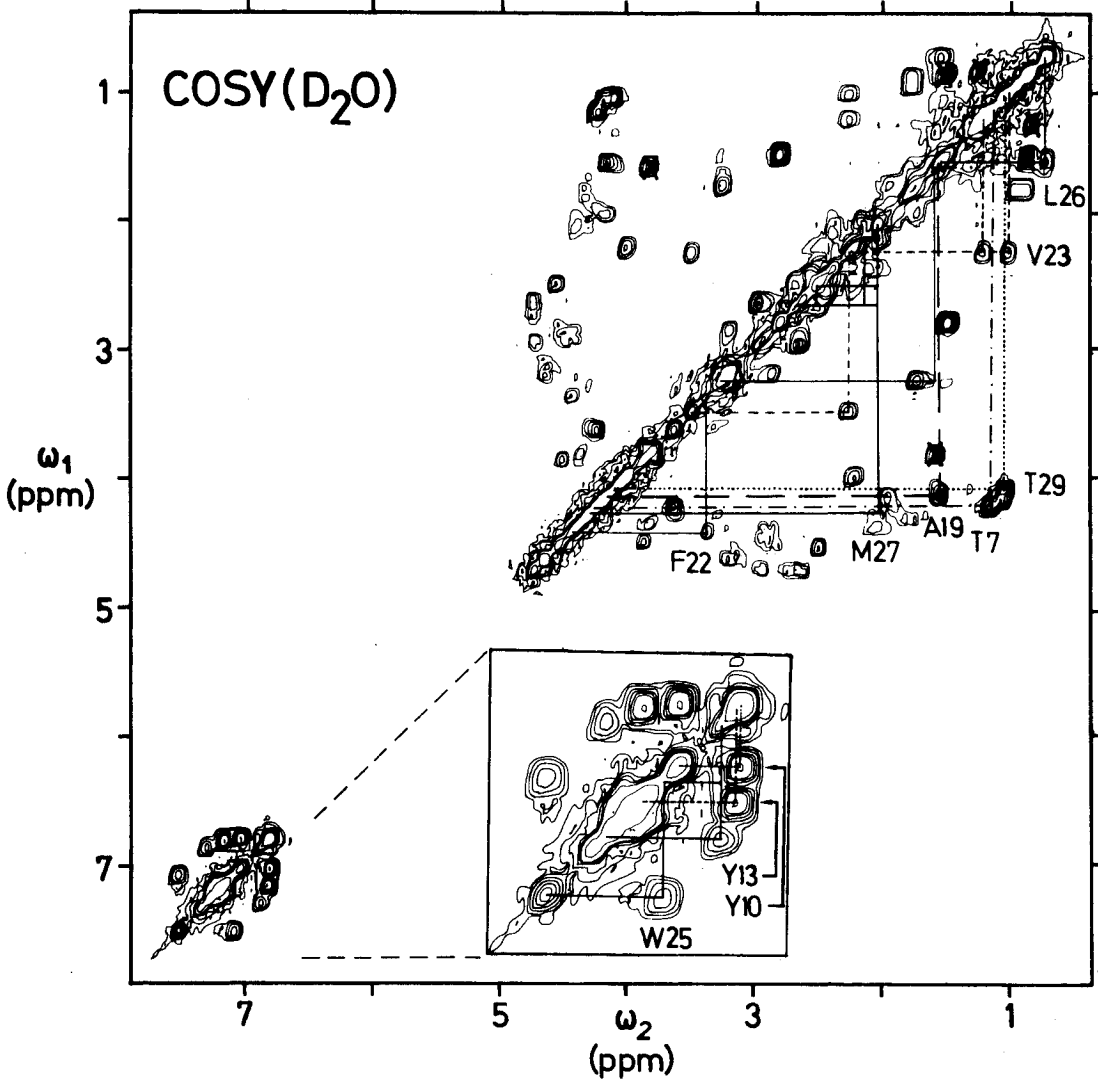 COSY(D₂O)
1
3
5
7
ω₁
(ppm)
L26
V23
T29
A19
T7
M27
F22
Y13
Y10
W25
7
5
3
1
ω₂
(ppm)